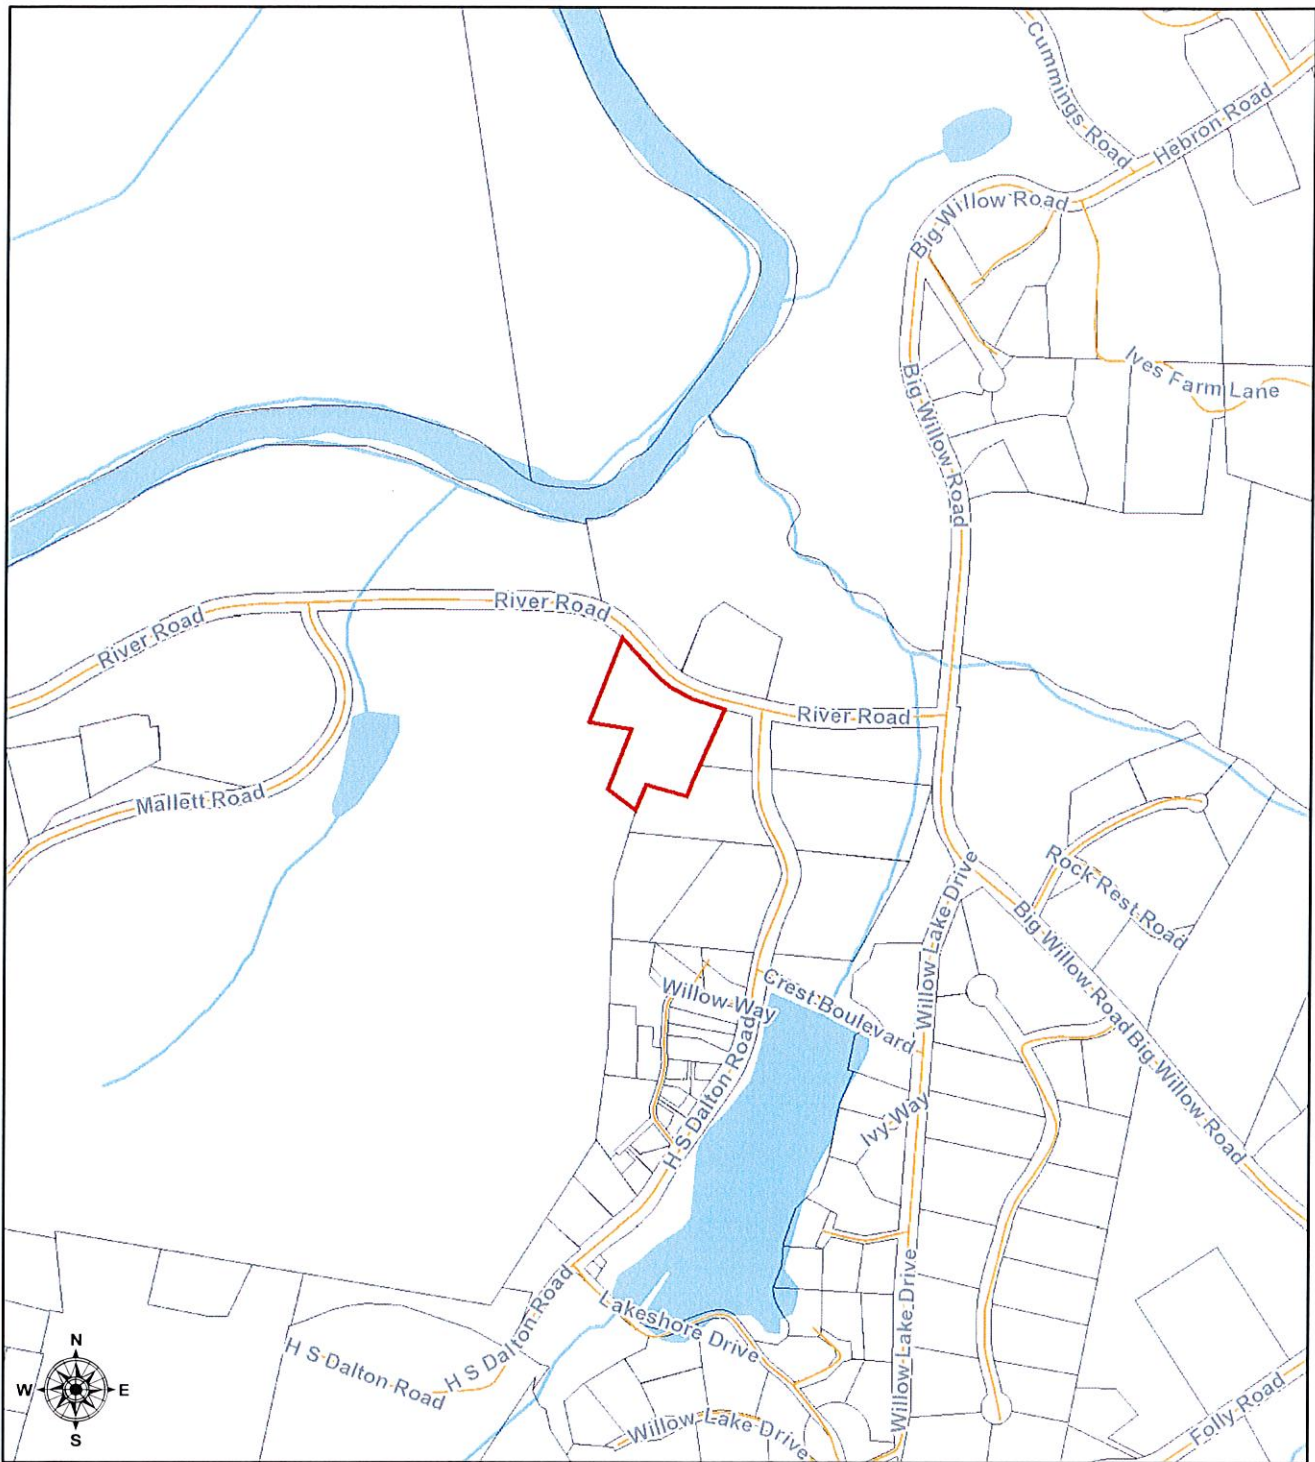 Cummings Road
Hebron Road
Big Willow Road
Ives Farm Lane
Big Willow Road
River Road
River Road
River Road
Mallett Road
Rock Rest Road
Willow Lake Drive
Big Willow Road
Big Willow Road
Crest Boulevard
Willow Way
H S Dalton Road
Ivy Way
Willow Lake Drive
Lakeshore Drive
H S Dalton Road
H S Dalton Road
Willow Lake Drive
Folly Road
N
W
E
S